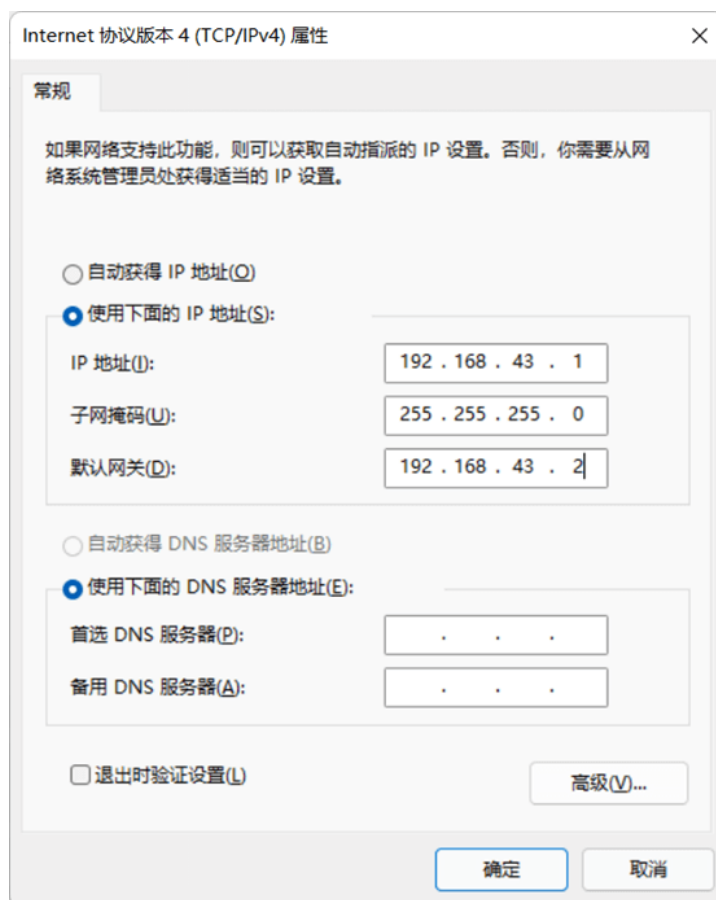 Internet 协议版本 4 (TCP/IPv4) 属性
常规
如果网络支持此功能，则可以获取自动指派的 IP 设置。否则，你需要从网
络系统管理员处获得适当的 IP 设置。
自动获得 IP 地址(O)
使用下面的 IP 地址(S):
IP 地址(I):
192 . 168 . 43 . 1
子网掩码(U):
255 . 255 . 255 . 0
默认网关(D):
192 . 168 . 43 . 2
自动获得 DNS 服务器地址(B)
使用下面的 DNS 服务器地址(E):
首选 DNS 服务器(P):
. . .
备用 DNS 服务器(A):
. . .
退出时验证设置(L)
高级(V)...
确定
取消